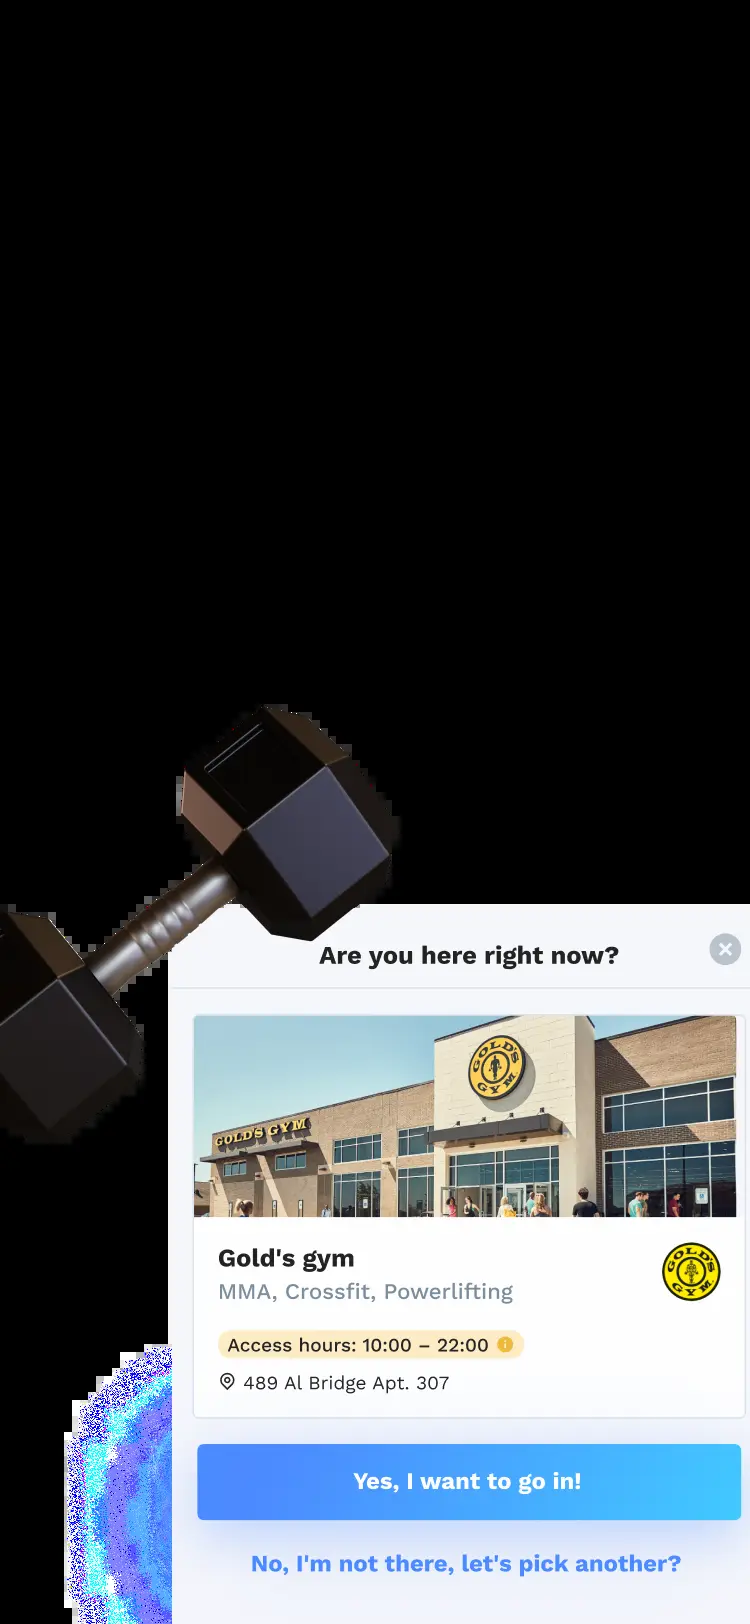 Are you here right now?
GOLD'S GYM
GOLD'S GYM
Gold's gym
GOLD'S GYM
MMA, Crossfit, Powerlifting
Access hours: 10:00 – 22:00
489 Al Bridge Apt. 307
Yes, I want to go in!
No, I'm not there, let's pick another?